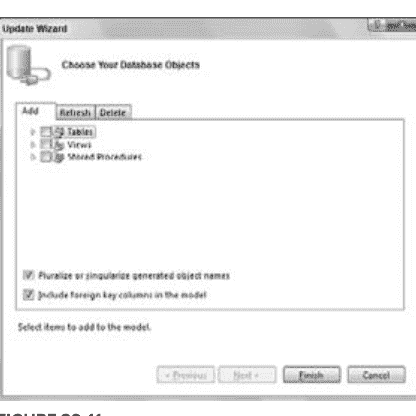 Update Wizard
Choose Your Database Objects
Add Refresh Delete
Tables
Views
Stored Procedures
Pluralize or singularize generated object names
Include foreign key columns in the model
Select items to add to the model.
< Previous Next > Finish Cancel